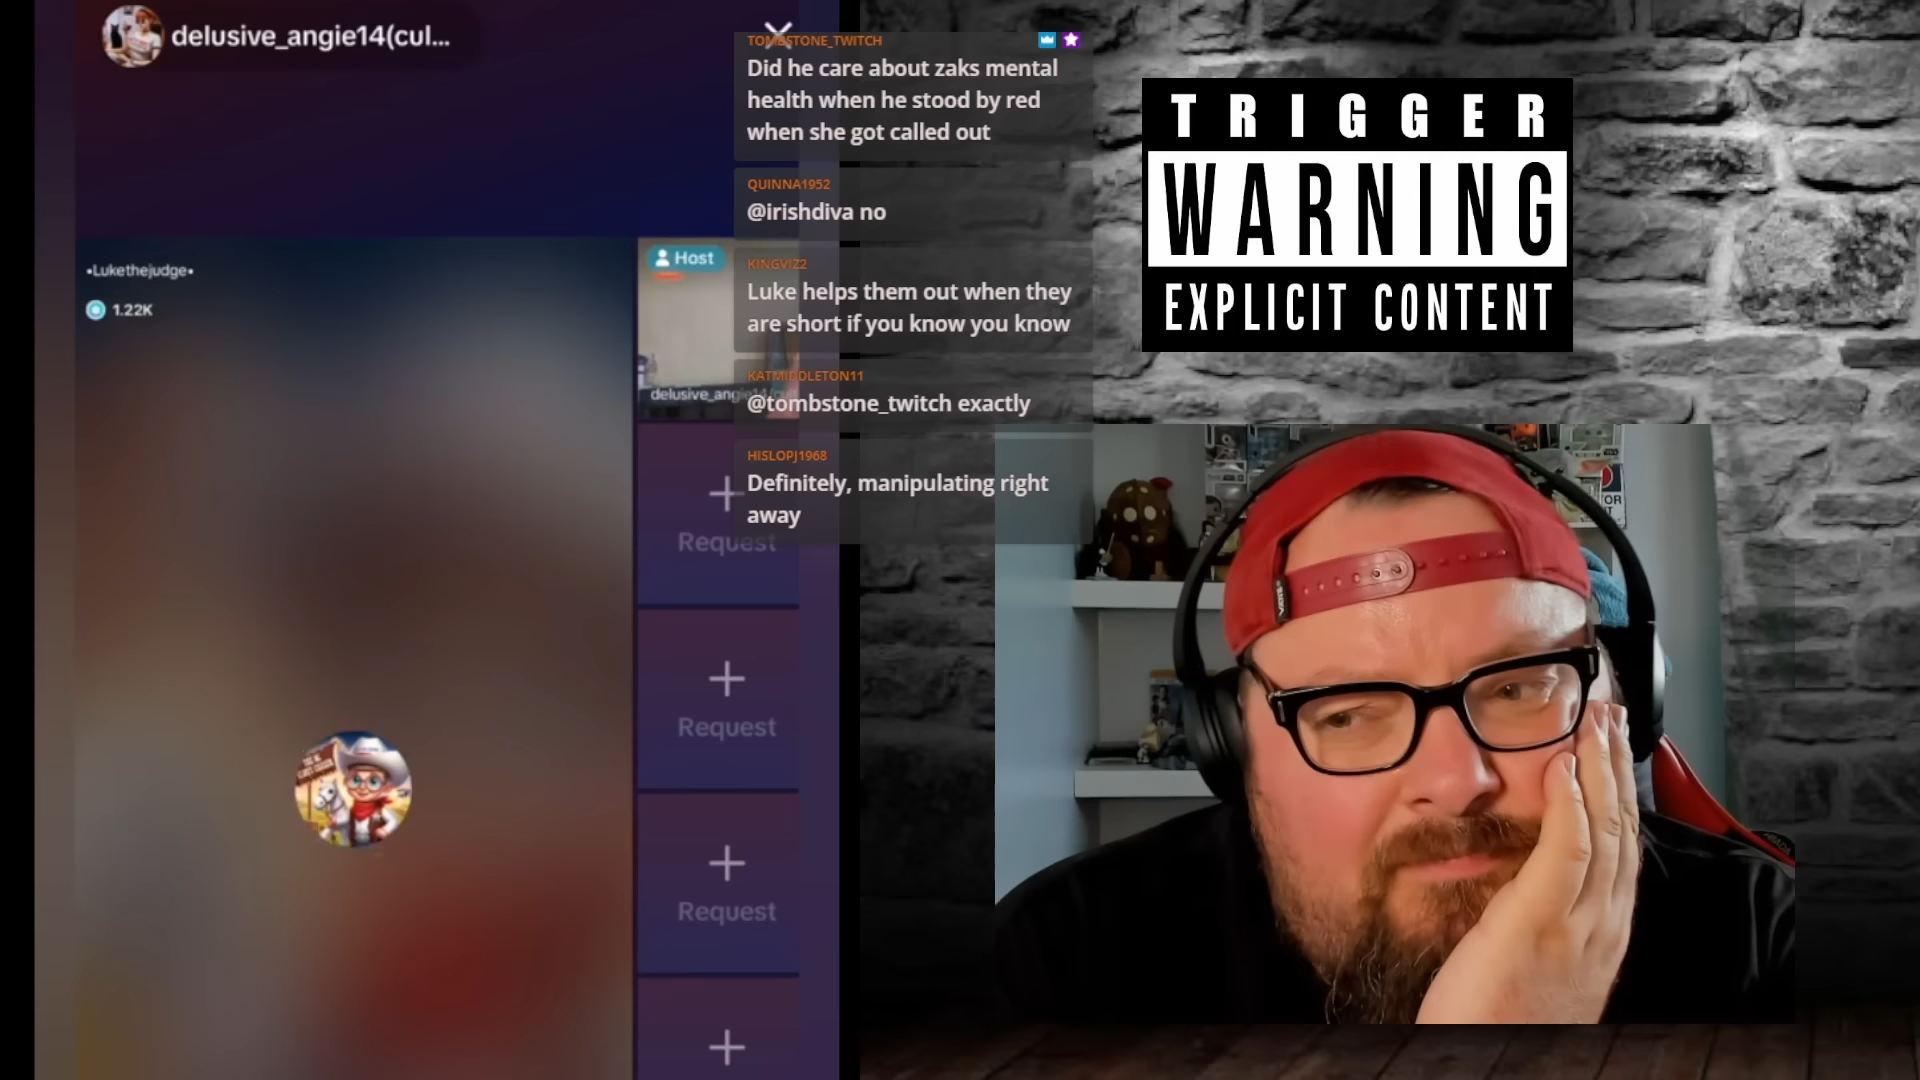 delusive_angie14(cul...
•Lukethejudge•
1.22K
Host
Request
Request
Request
TOMBSTONE_TWITCH
Did he care about zaks mental
health when he stood by red
when she got called out
QUINNA1952
@irishdiva no
KINGVIZ2
Luke helps them out when they
are short if you know you know
KATMIDDLETON11
@tombstone_twitch exactly
HISLOPJ1968
Definitely, manipulating right
away
TRIGGER
WARNING
EXPLICIT CONTENT